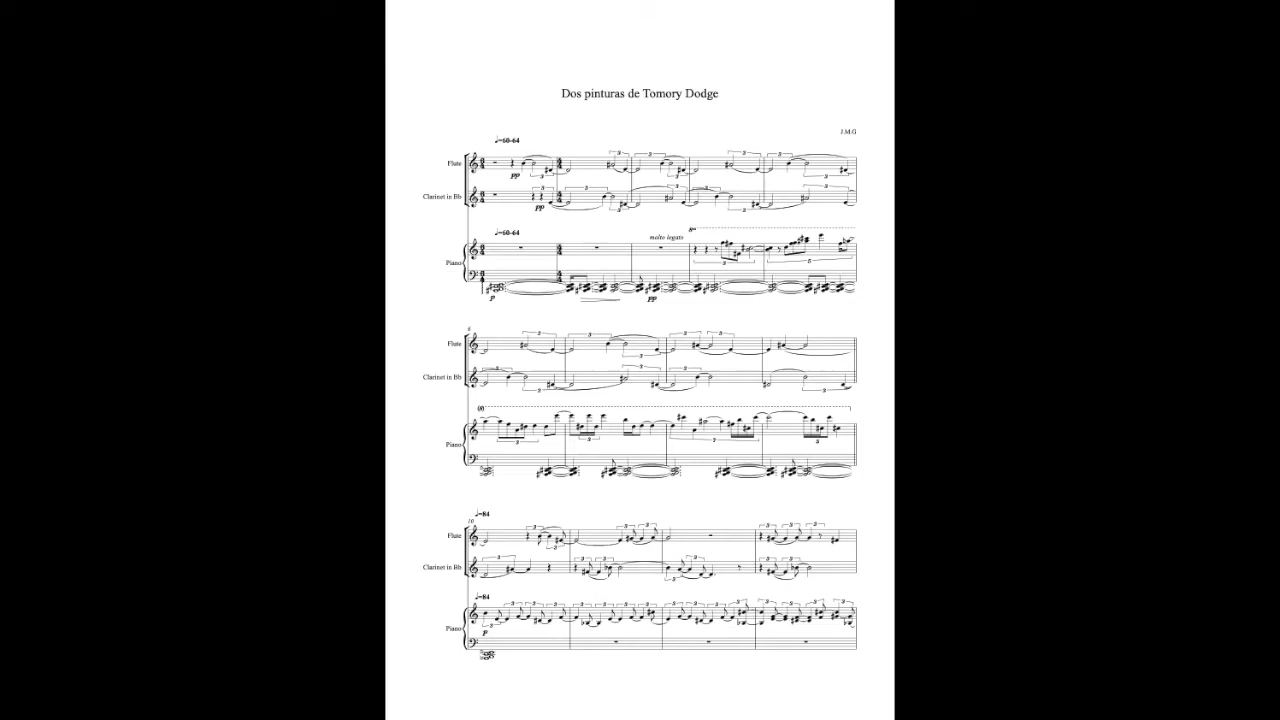 Dos pinturas de Tomory Dodge
J.M.G
♩=60-64
Flute
pp
Clarinet in Bb
pp
♩=60-64
molto legato
8va
Piano
p
pp
6
Flute
Clarinet in Bb
(8)
Piano
♩=84
10
Flute
Clarinet in Bb
♩=84
Piano
p